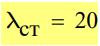 λст = 20